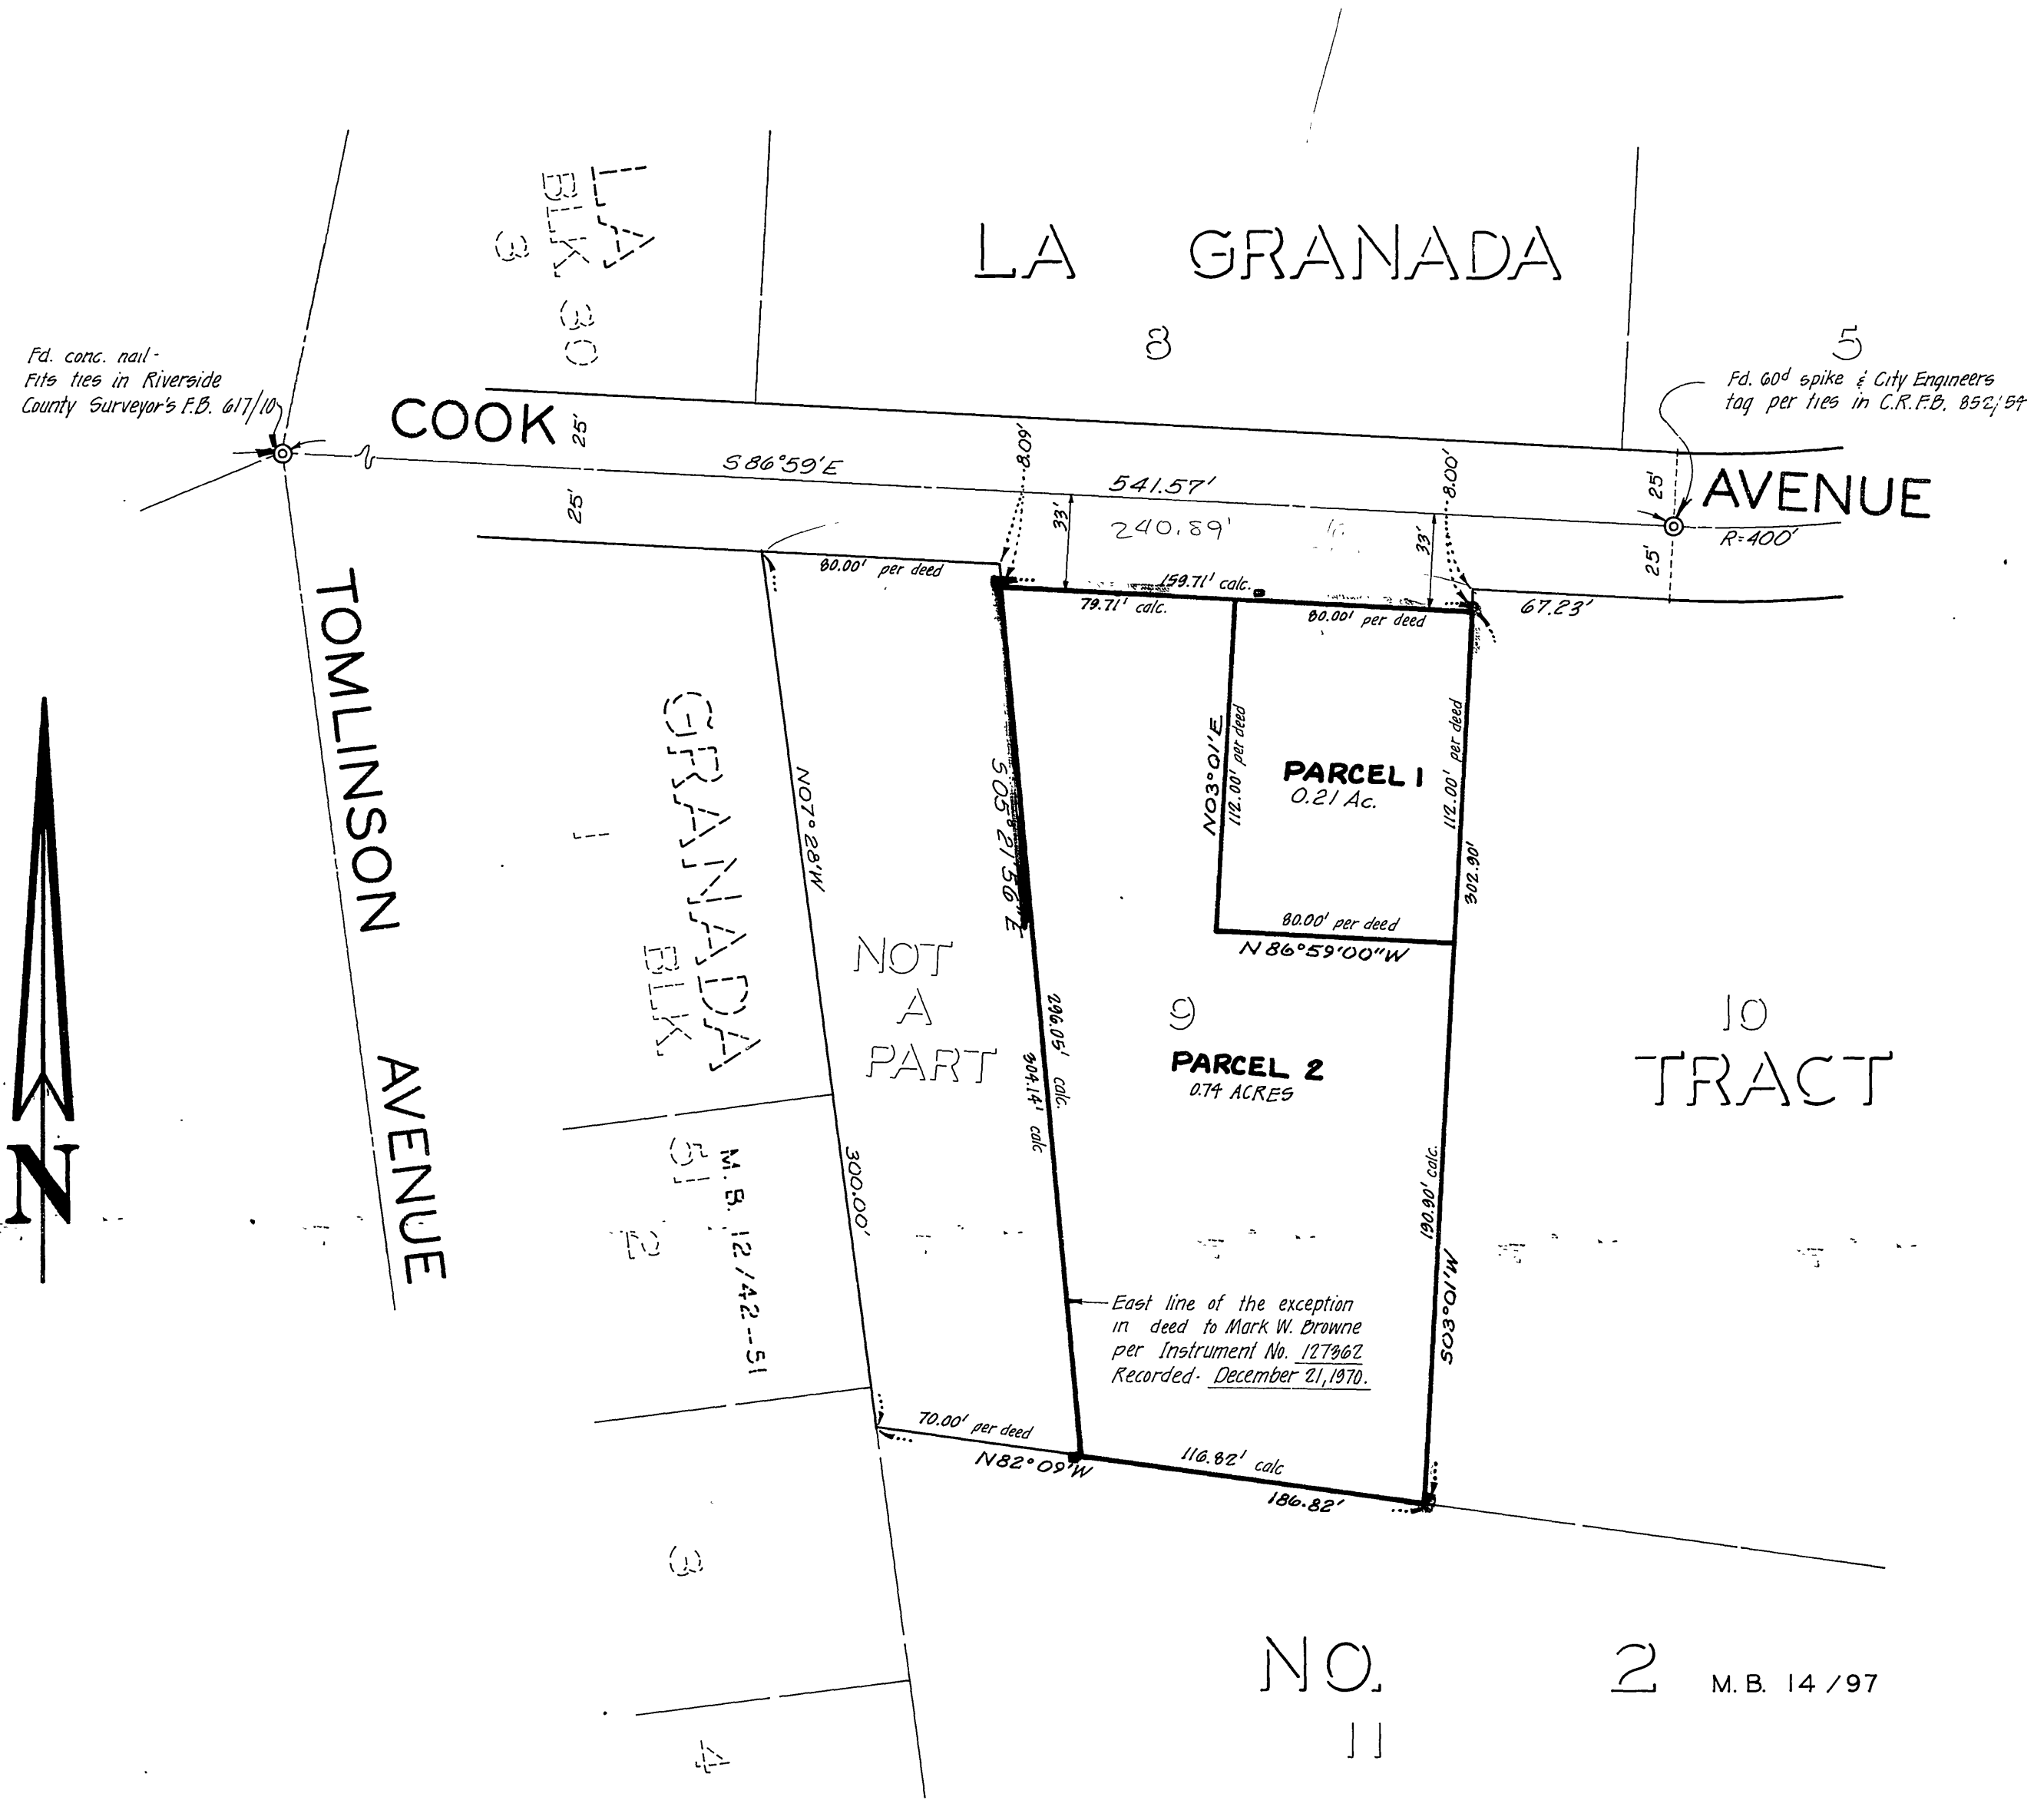 LA
BLK 30
3
LA GRANADA
8
5
Fd. conc. nail-
Fits ties in Riverside
County Surveyor's F.B. 617/10
Fd. 60d spike & City Engineers
tag per ties in C.R.F.B. 852/54
COOK
AVENUE
25'
25'
S 86°59'E
541.57'
240.89'
8.09'
8.00'
33'
33'
25'
25'
R=400'
80.00' per deed
159.71' calc.
79.71' calc.
80.00' per deed
67.23'
TOMLINSON
AVENUE
GRANADA
BLK
1
51
M.B. 12/42--51
2
3
4
N07°28'W
300.00'
S05°21'56"E
296.05' calc.
304.14' calc
NOT
A
PART
N03°01'E
112.00' per deed
PARCEL 1
0.21 Ac.
112.00' per deed
302.90'
80.00' per deed
N 86°59'00"W
9
PARCEL 2
0.74 ACRES
10
TRACT
190.90' calc.
S03°01'W
East line of the exception
in deed to Mark W. Browne
per Instrument No. 127362
Recorded- December 21, 1970.
70.00' per deed
N82°09'W
116.82' calc
186.82'
N
NO. 2 M.B. 14/97
11